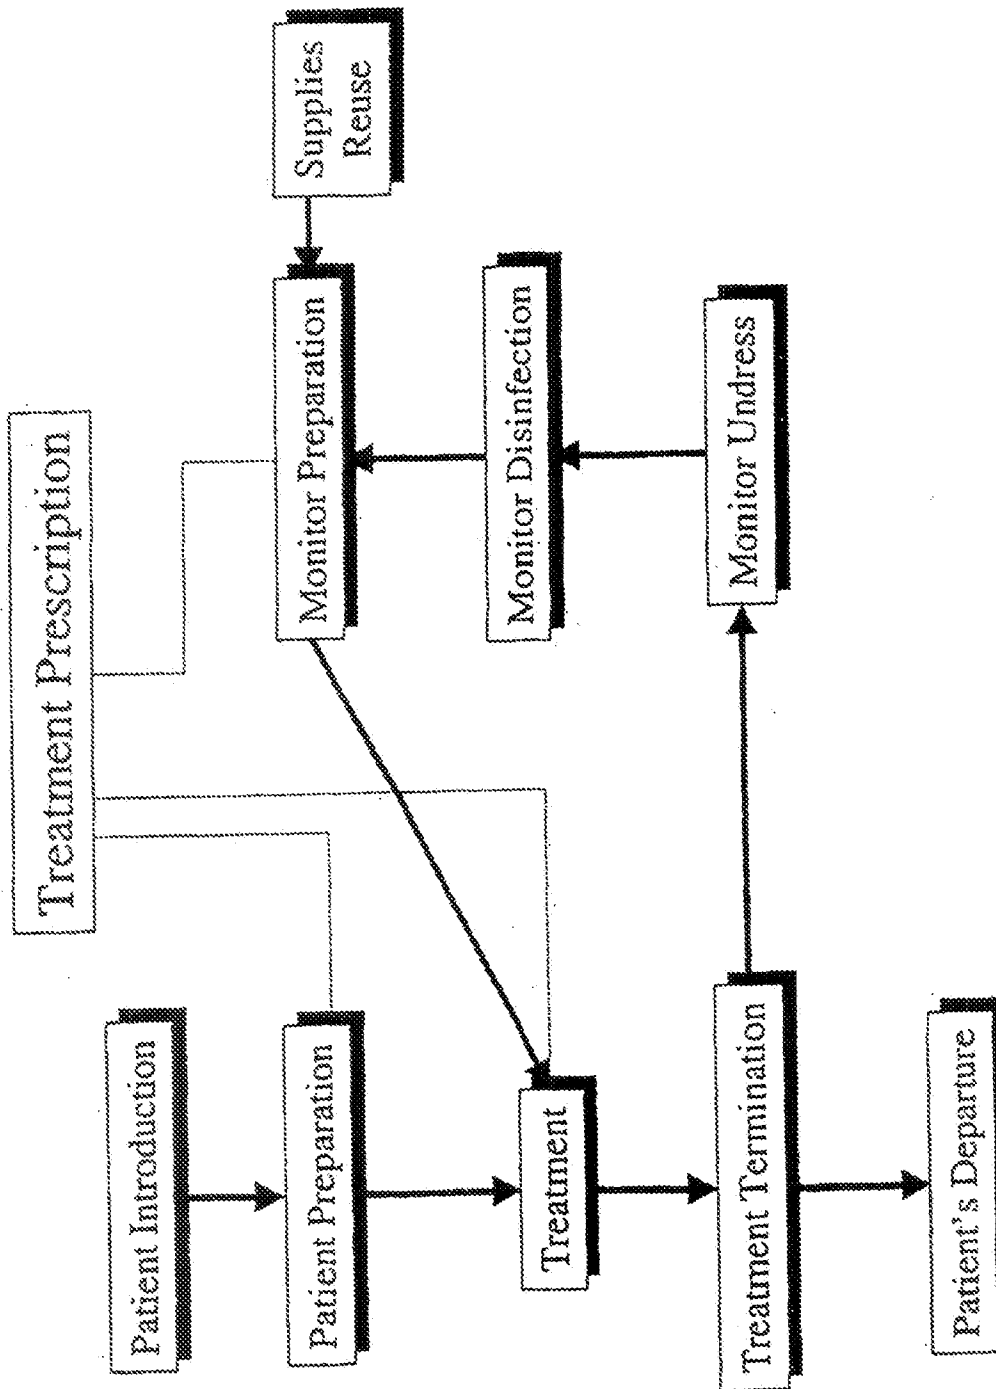 Treatment Prescription
Patient Introduction
Patient Preparation
Treatment
Treatment Termination
Patient's Departure
Supplies
Reuse
Monitor Preparation
Monitor Disinfection
Monitor Undress